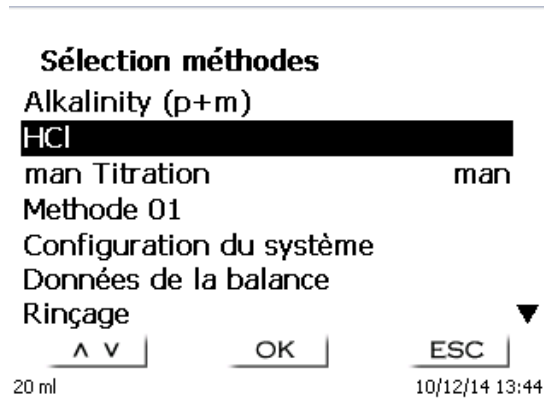 Sélection méthodes
Alkalinity (p+m)
HCl
man Titration man
Methode 01
Configuration du système
Données de la balance
Rinçage ▼
∧ ∨ OK ESC
20 ml 10/12/14 13:44